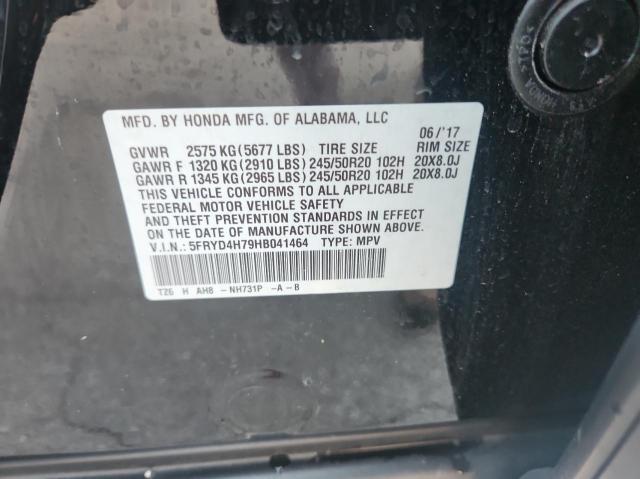 MFD. BY HONDA MFG. OF ALABAMA, LLC 06/'17
GVWR 2575 KG (5677 LBS) TIRE SIZE RIM SIZE
GAWR F 1320 KG (2910 LBS) 245/50R20 102H 20X8.0J
GAWR R 1345 KG (2965 LBS) 245/50R20 102H 20X8.0J
THIS VEHICLE CONFORMS TO ALL APPLICABLE
FEDERAL MOTOR VEHICLE SAFETY
AND THEFT PREVENTION STANDARDS IN EFFECT
ON THE DATE OF MANUFACTURE SHOWN ABOVE.
V.I.N.: 5FRYD4H79HB041464 TYPE: MPV
TZ6 H AH8 - NH731P -A - B
HONDA